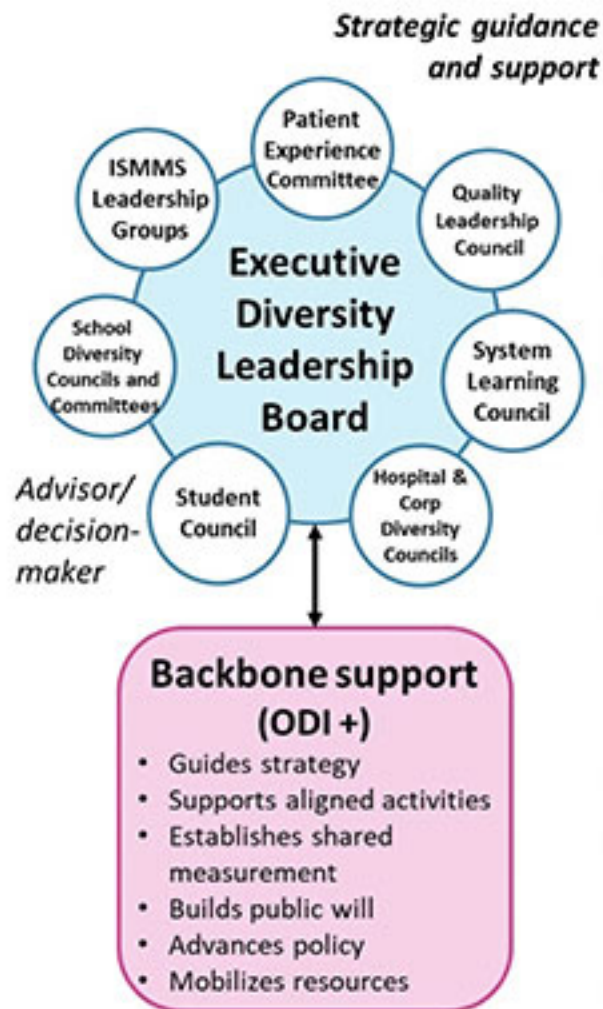 Strategic guidance
and support
Patient
Experience
Committee
ISMMS
Leadership
Groups
Quality
Leadership
Council
Executive
Diversity
Leadership
Board
School
Diversity
Councils and
Committees
System
Learning
Council
Advisor/
decision-
maker
Student
Council
Hospital &
Corp
Diversity
Councils
Backbone support
(ODI +)
• Guides strategy
• Supports aligned activities
• Establishes shared
measurement
• Builds public will
• Advances policy
• Mobilizes resources